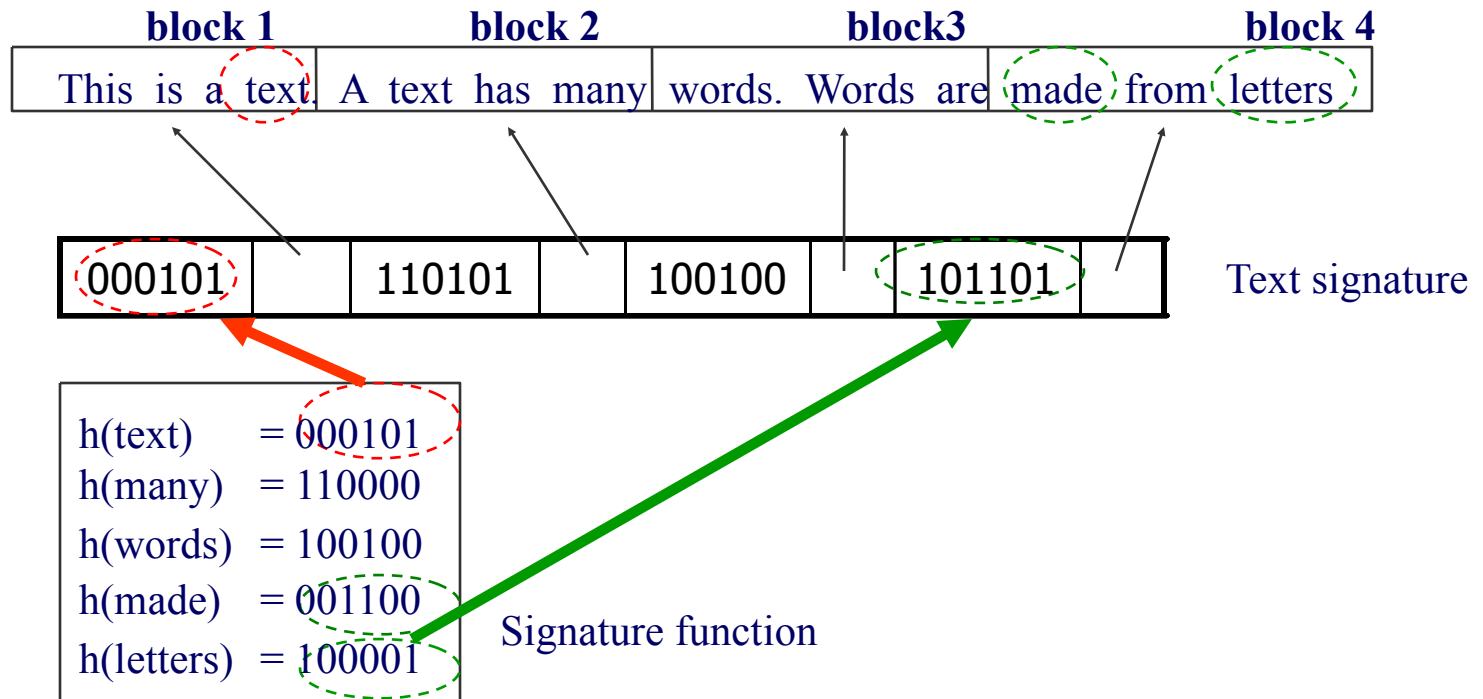 block 1 block 2 block3 block 4
This is a text. A text has many words. Words are made from letters
000101 110101 100100 101101 Text signature
h(text) = 000101
h(many) = 110000
h(words) = 100100
h(made) = 001100
Signature function
h(letters) = 100001